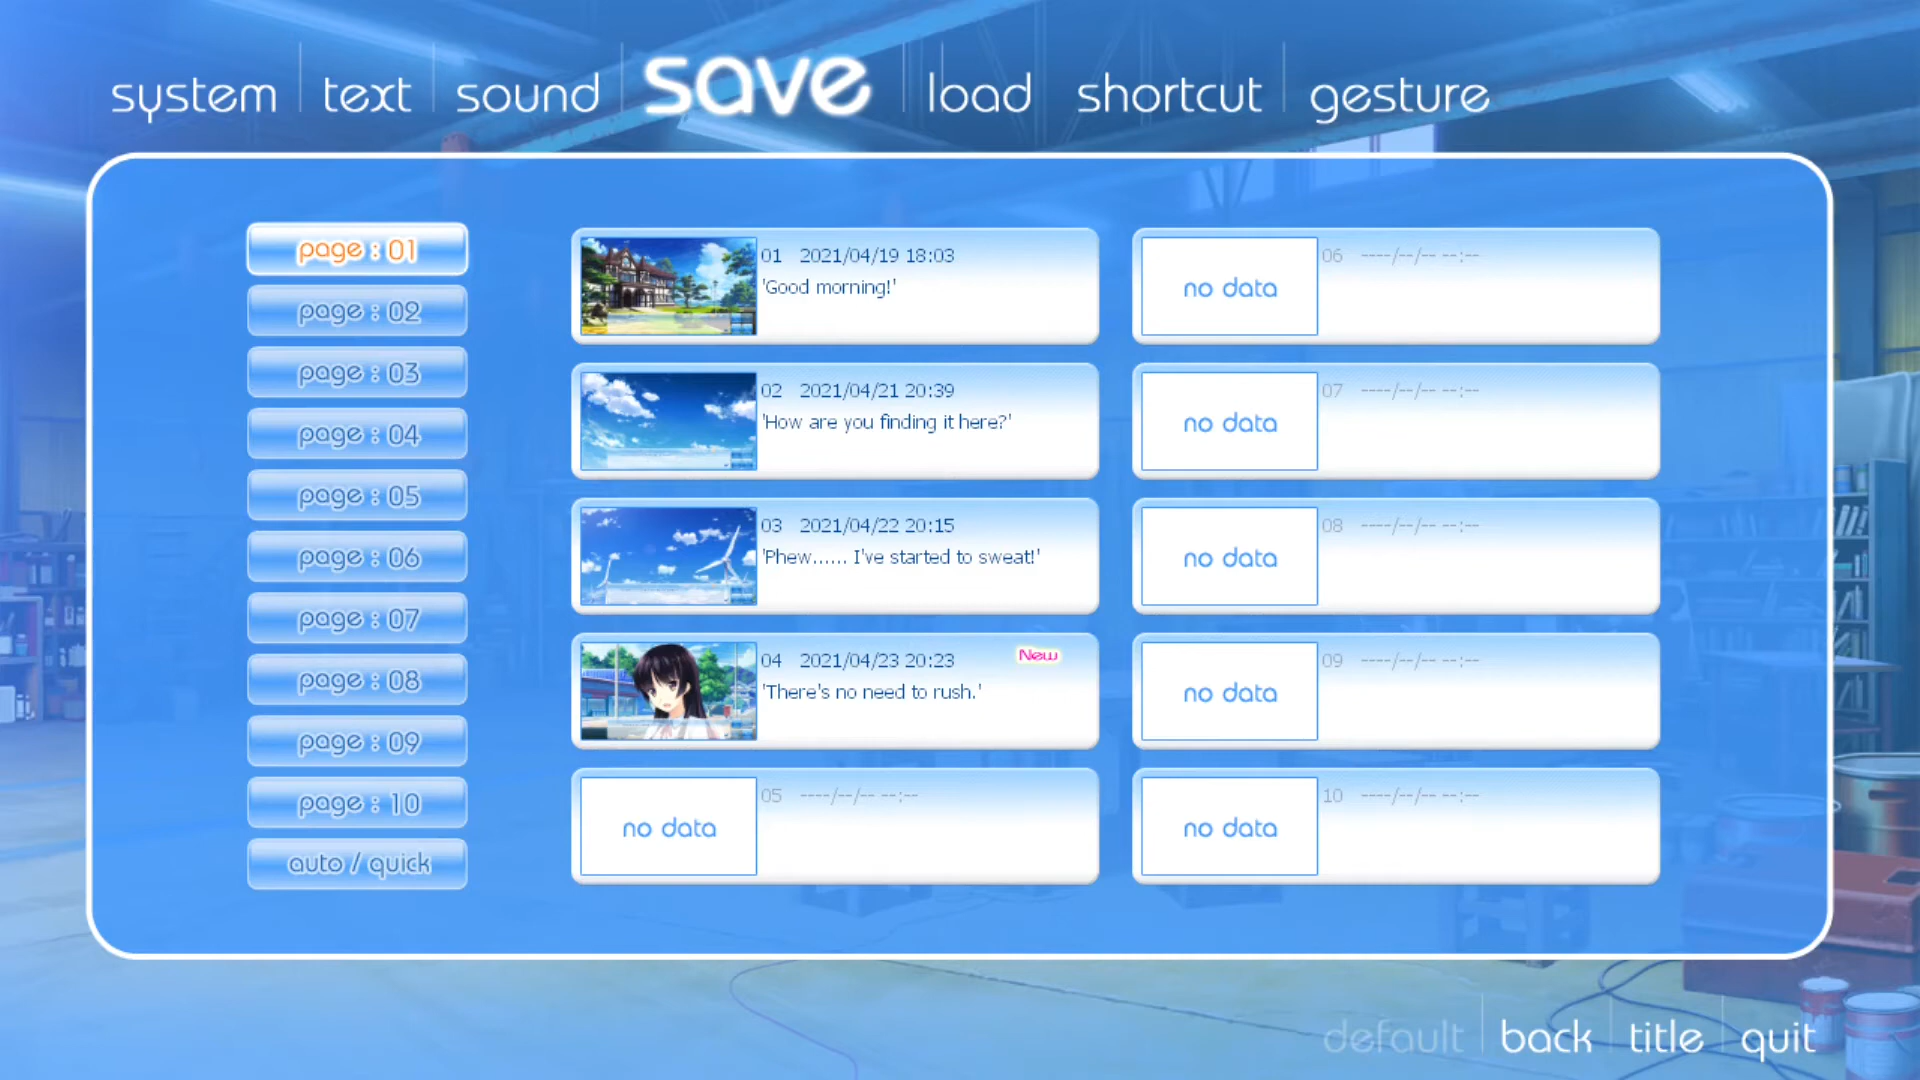 system text sound save load shortcut gesture
page : 01
page : 02
page : 03
page : 04
page : 05
page : 06
page : 07
page : 08
page : 09
page : 10
auto / quick
01 2021/04/19 18:03
'Good morning!'
02 2021/04/21 20:39
'How are you finding it here?'
03 2021/04/22 20:15
'Phew...... I've started to sweat!'
04 2021/04/23 20:23 New
'There's no need to rush.'
05 ----/--/-- --:--
no data
06 ----/--/-- --:--
no data
07 ----/--/-- --:--
no data
08 ----/--/-- --:--
no data
09 ----/--/-- --:--
no data
10 ----/--/-- --:--
no data
default back title quit